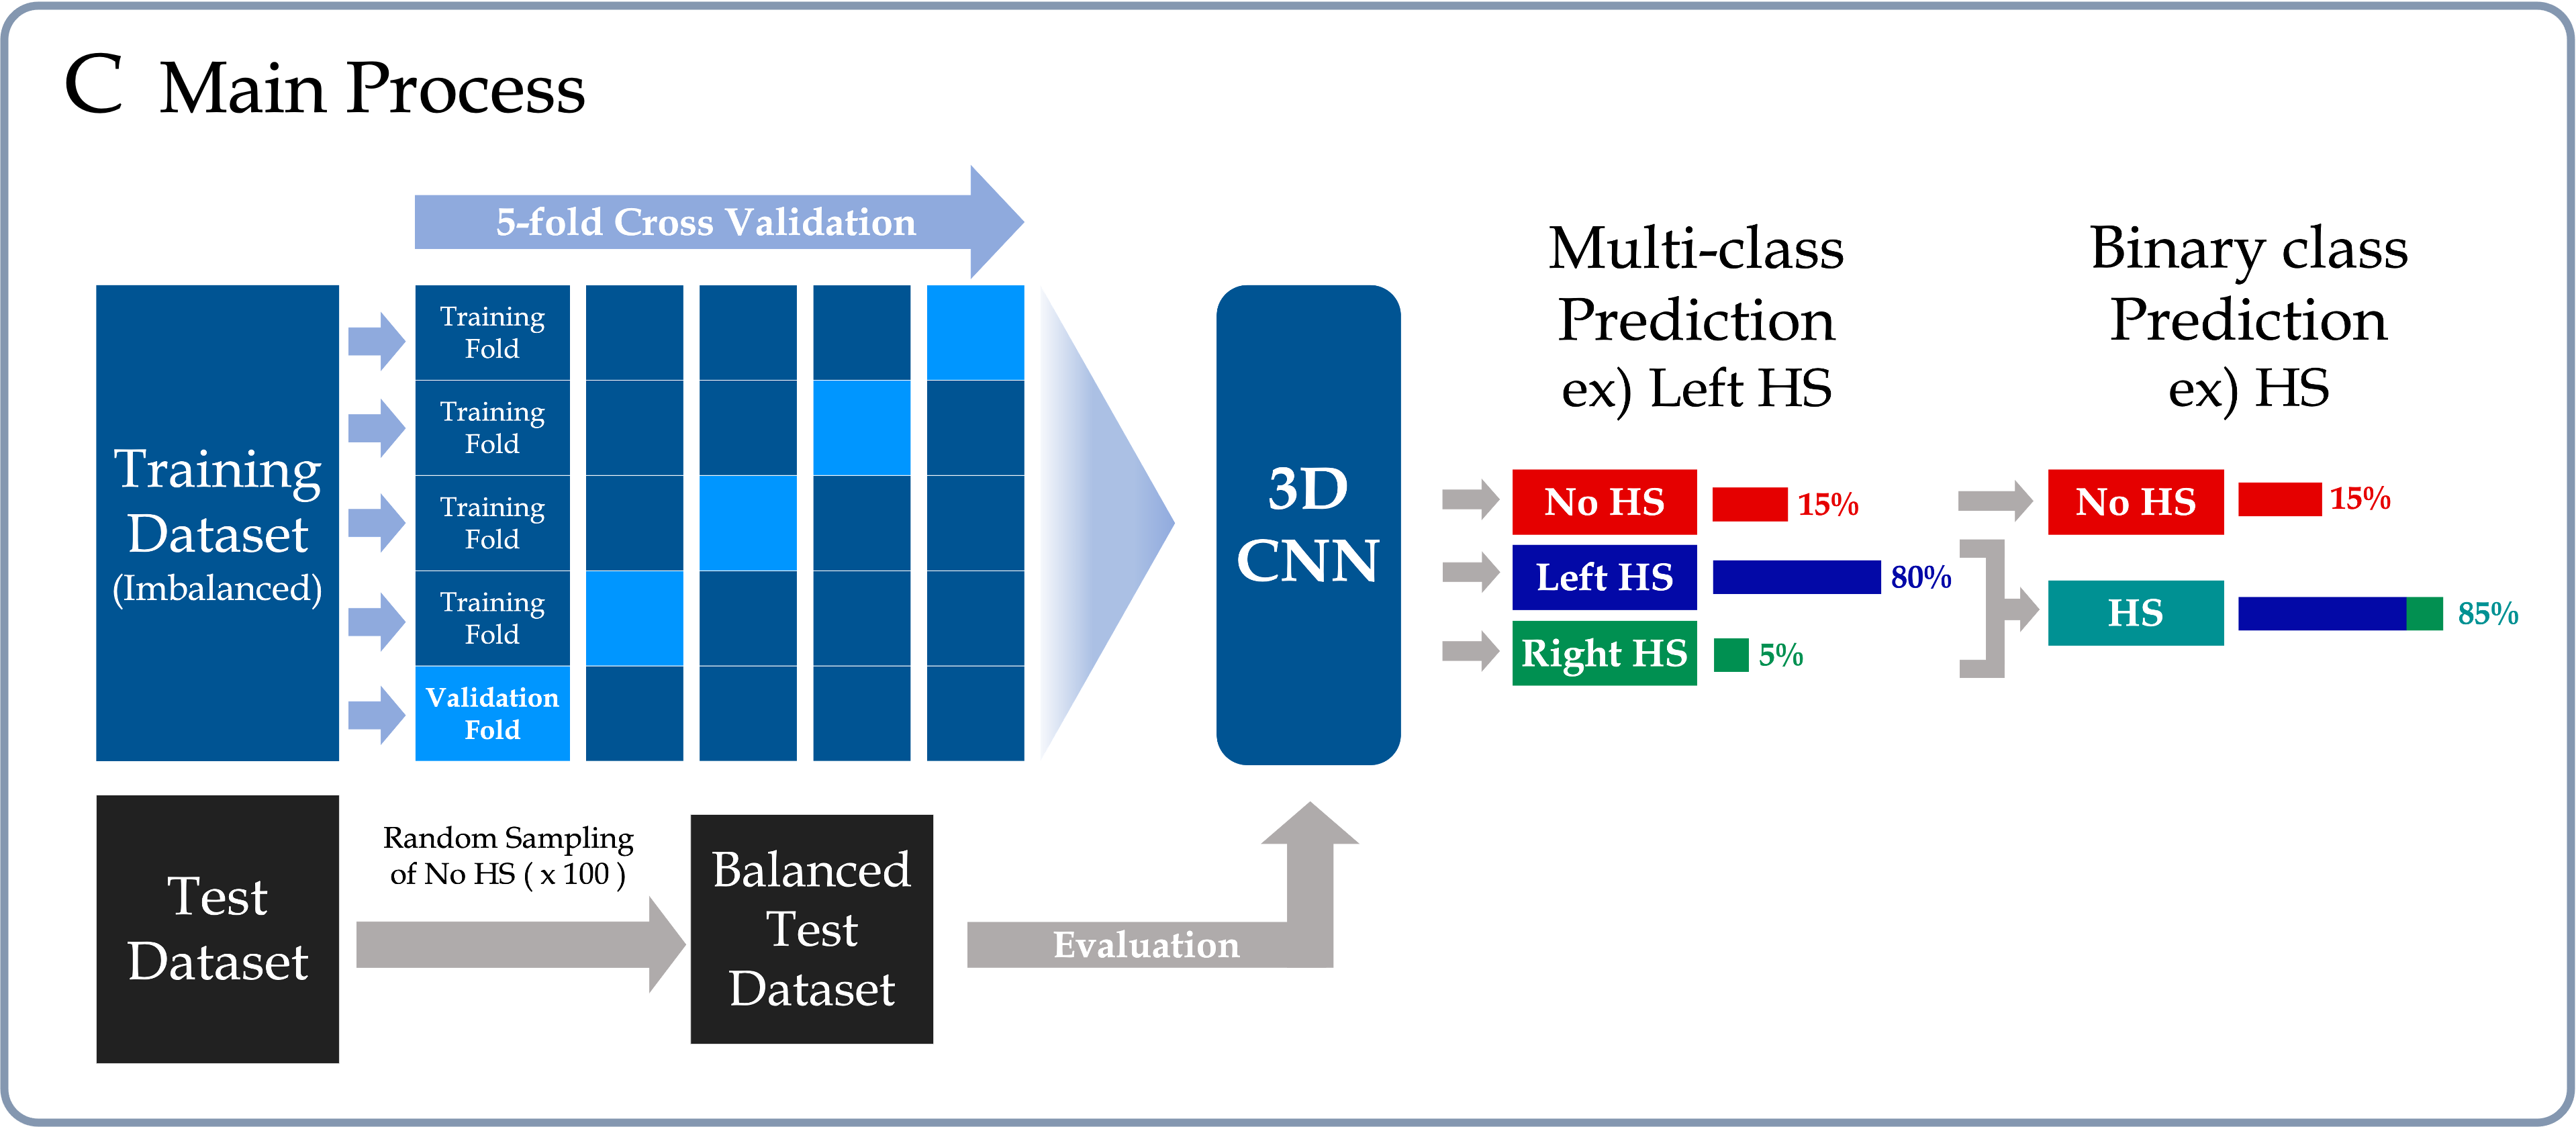 C Main Process
5-fold Cross Validation
Training
Dataset
(Imbalanced)
Training
Fold
Training
Fold
Training
Fold
Training
Fold
Validation
Fold
3D
CNN
Multi-class
Prediction
ex) Left HS
No HS 15%
Left HS 80%
Right HS 5%
Binary class
Prediction
ex) HS
No HS 15%
HS 85%
Test
Dataset
Random Sampling
of No HS ( x 100 )
Balanced
Test
Dataset
Evaluation